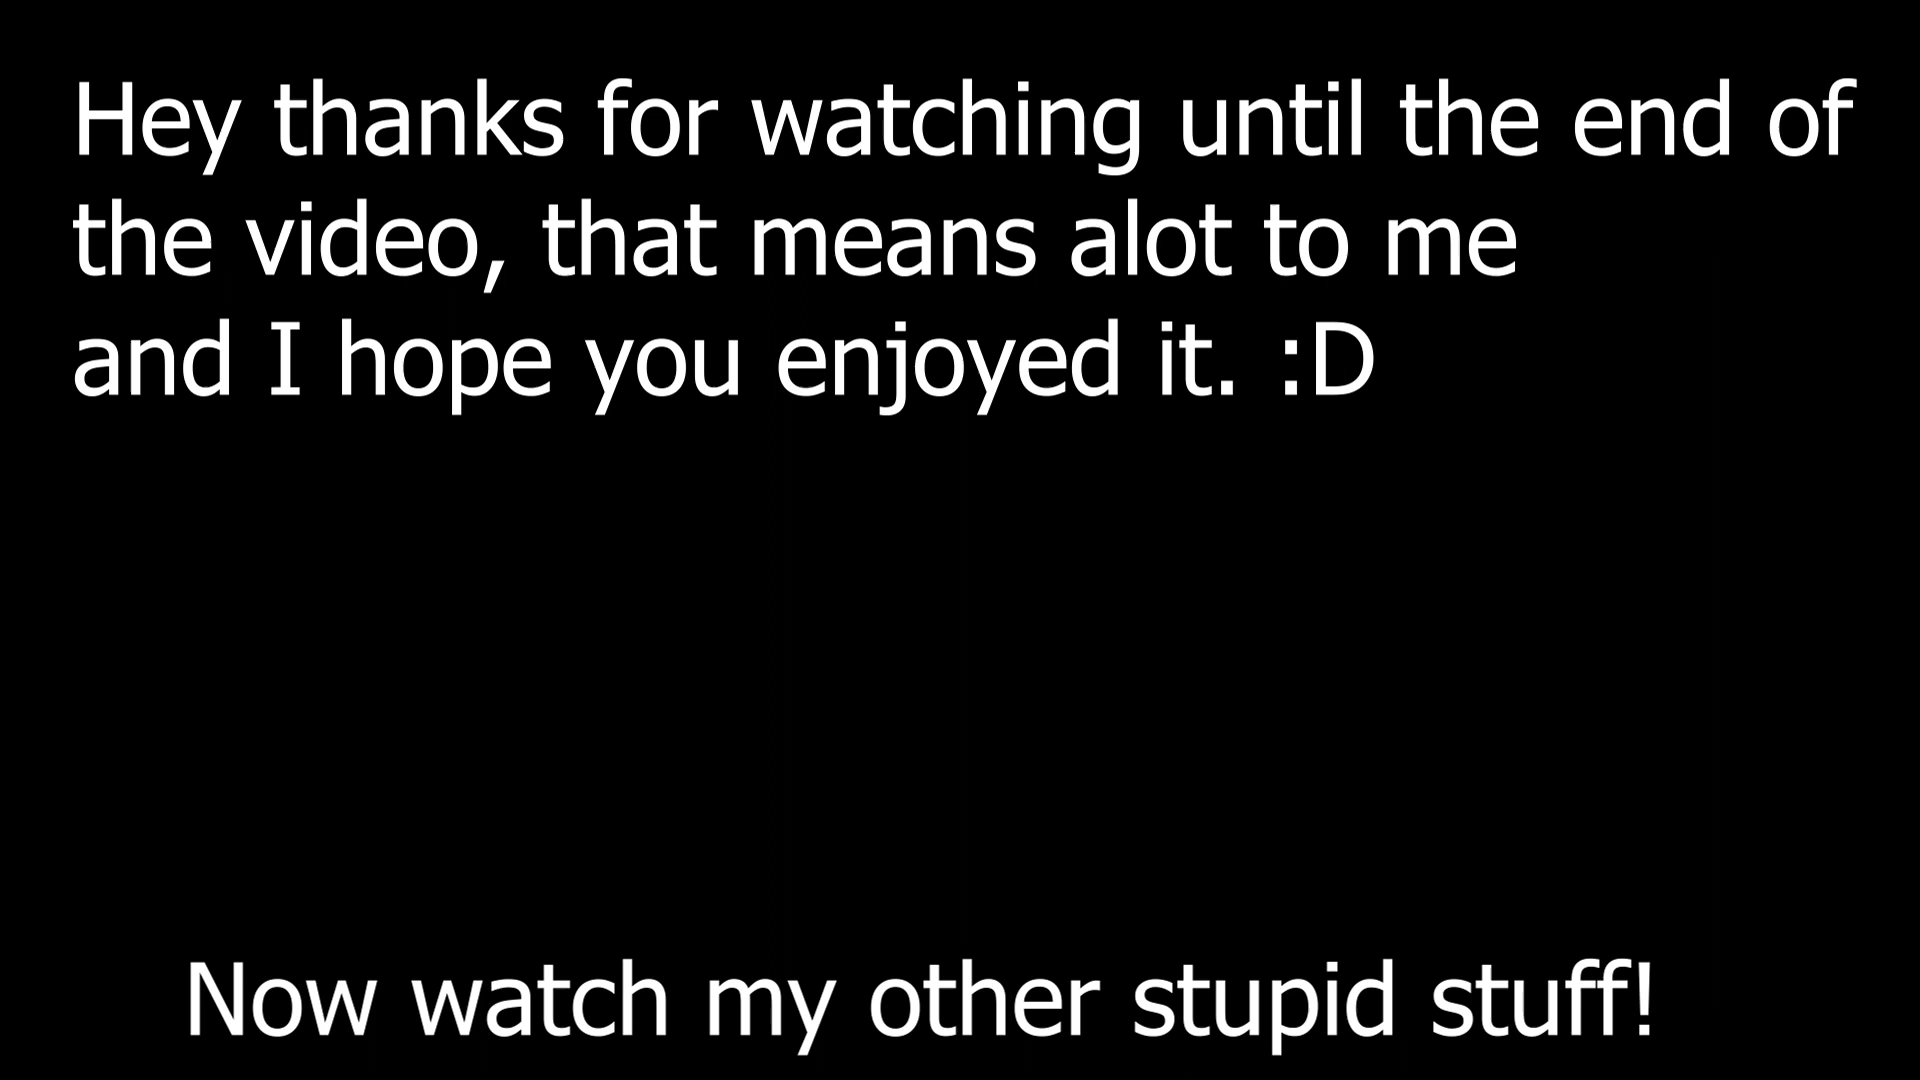 Hey thanks for watching until the end of
the video, that means alot to me
and I hope you enjoyed it. :D
Now watch my other stupid stuff!